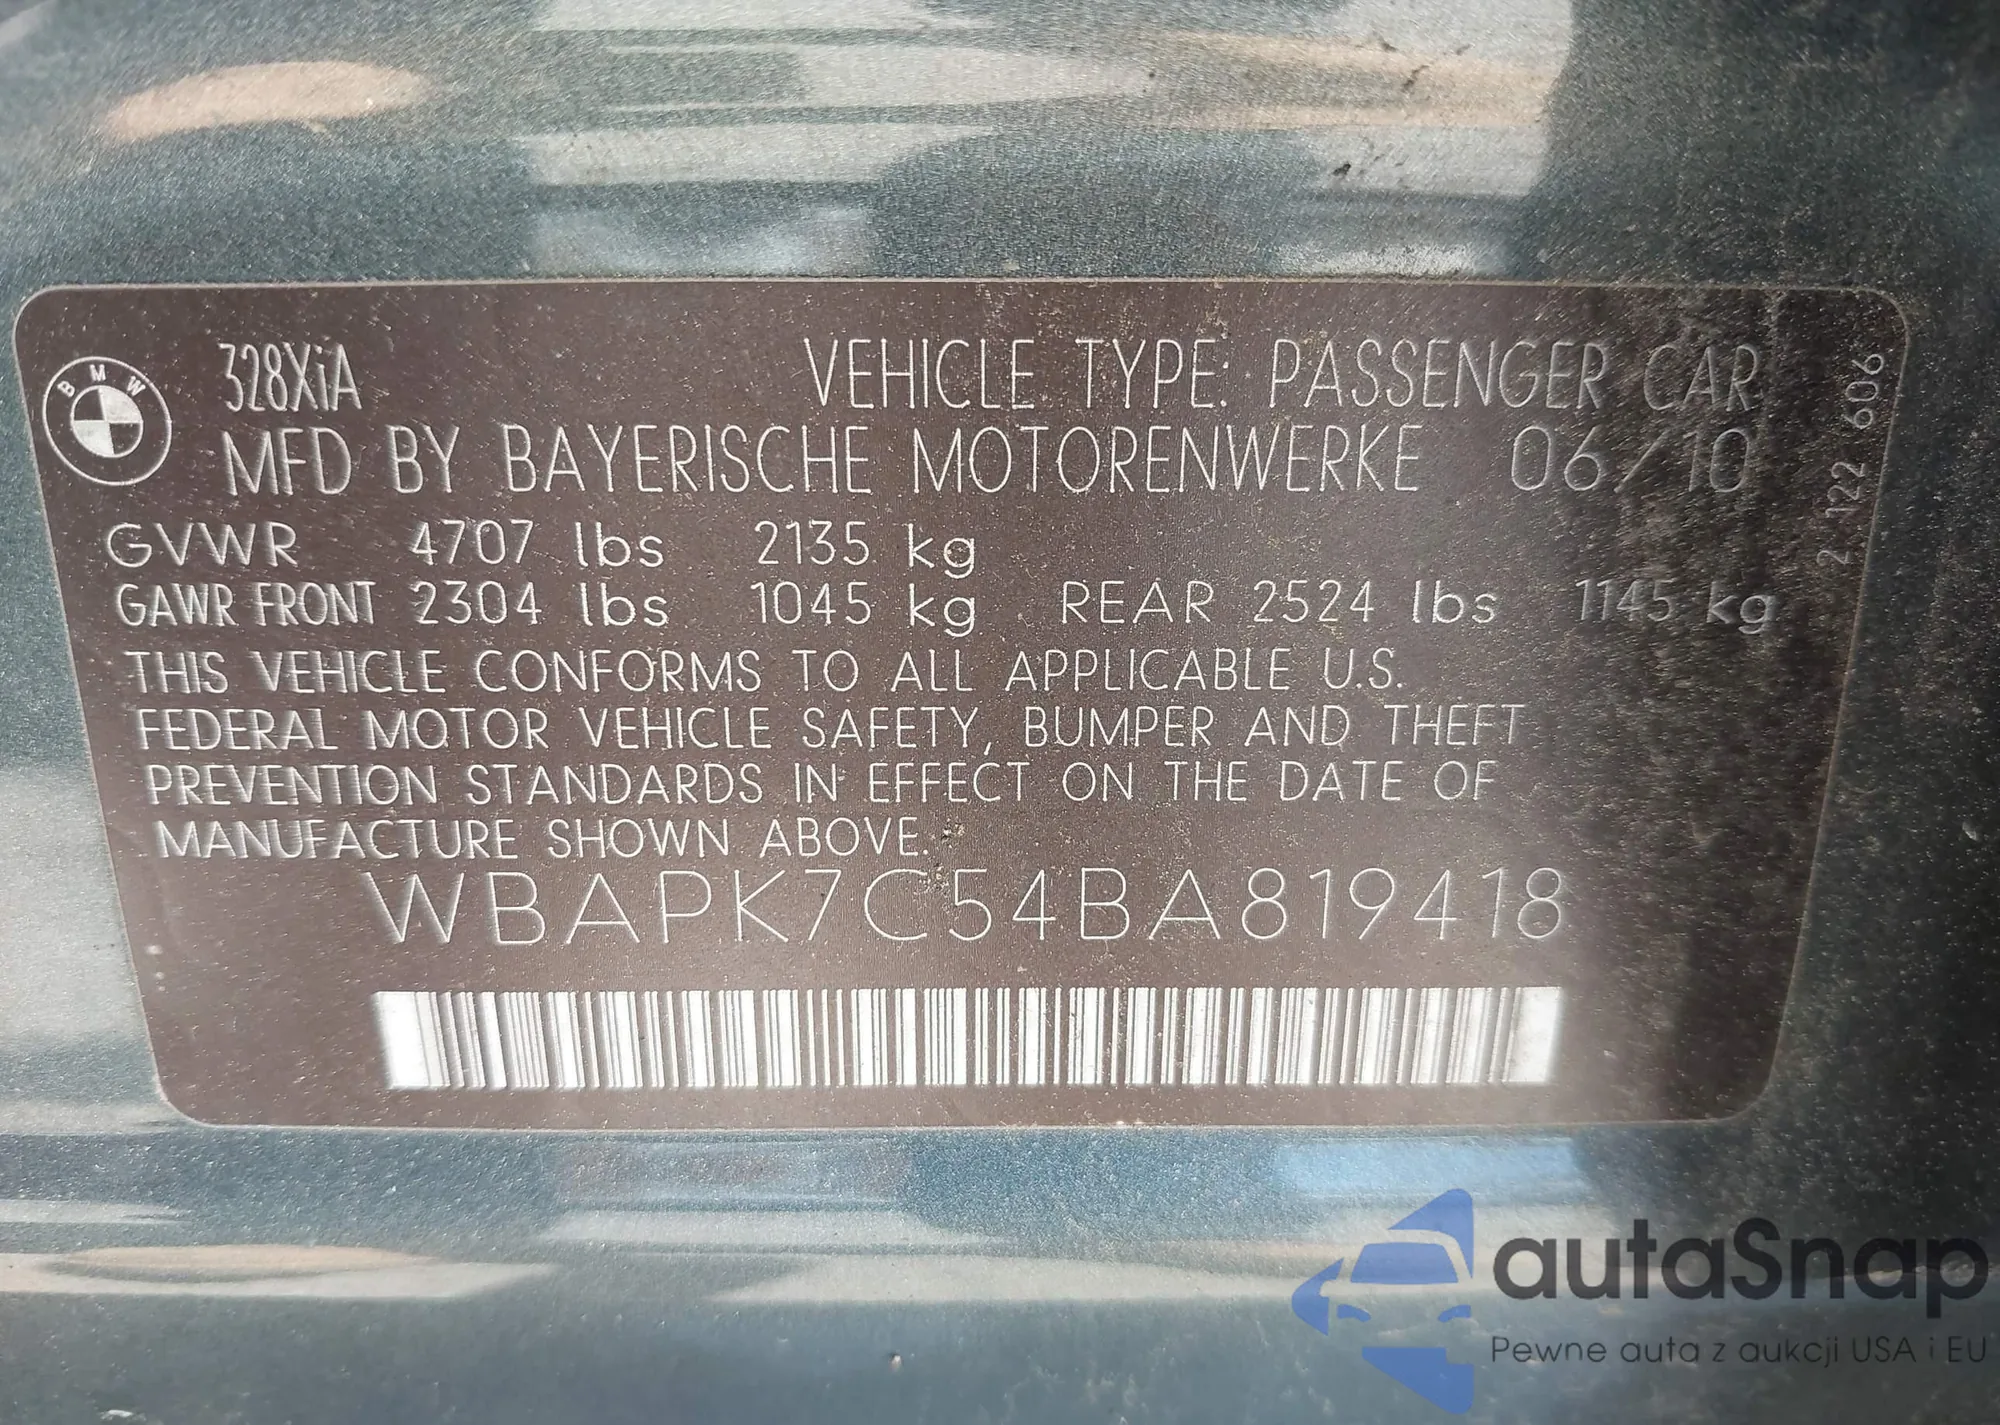 BMW
328XiA VEHICLE TYPE: PASSENGER CAR
MFD BY BAYERISCHE MOTORENWERKE 06/10
GVWR 4707 lbs 2135 kg
GAWR FRONT 2304 lbs 1045 kg REAR 2524 lbs 1145 kg
THIS VEHICLE CONFORMS TO ALL APPLICABLE U.S.
FEDERAL MOTOR VEHICLE SAFETY, BUMPER AND THEFT
PREVENTION STANDARDS IN EFFECT ON THE DATE OF
MANUFACTURE SHOWN ABOVE.
WBAPK7C54BA819418
2 122 606
autaSnap
Pewne auta z aukcji USA i EU